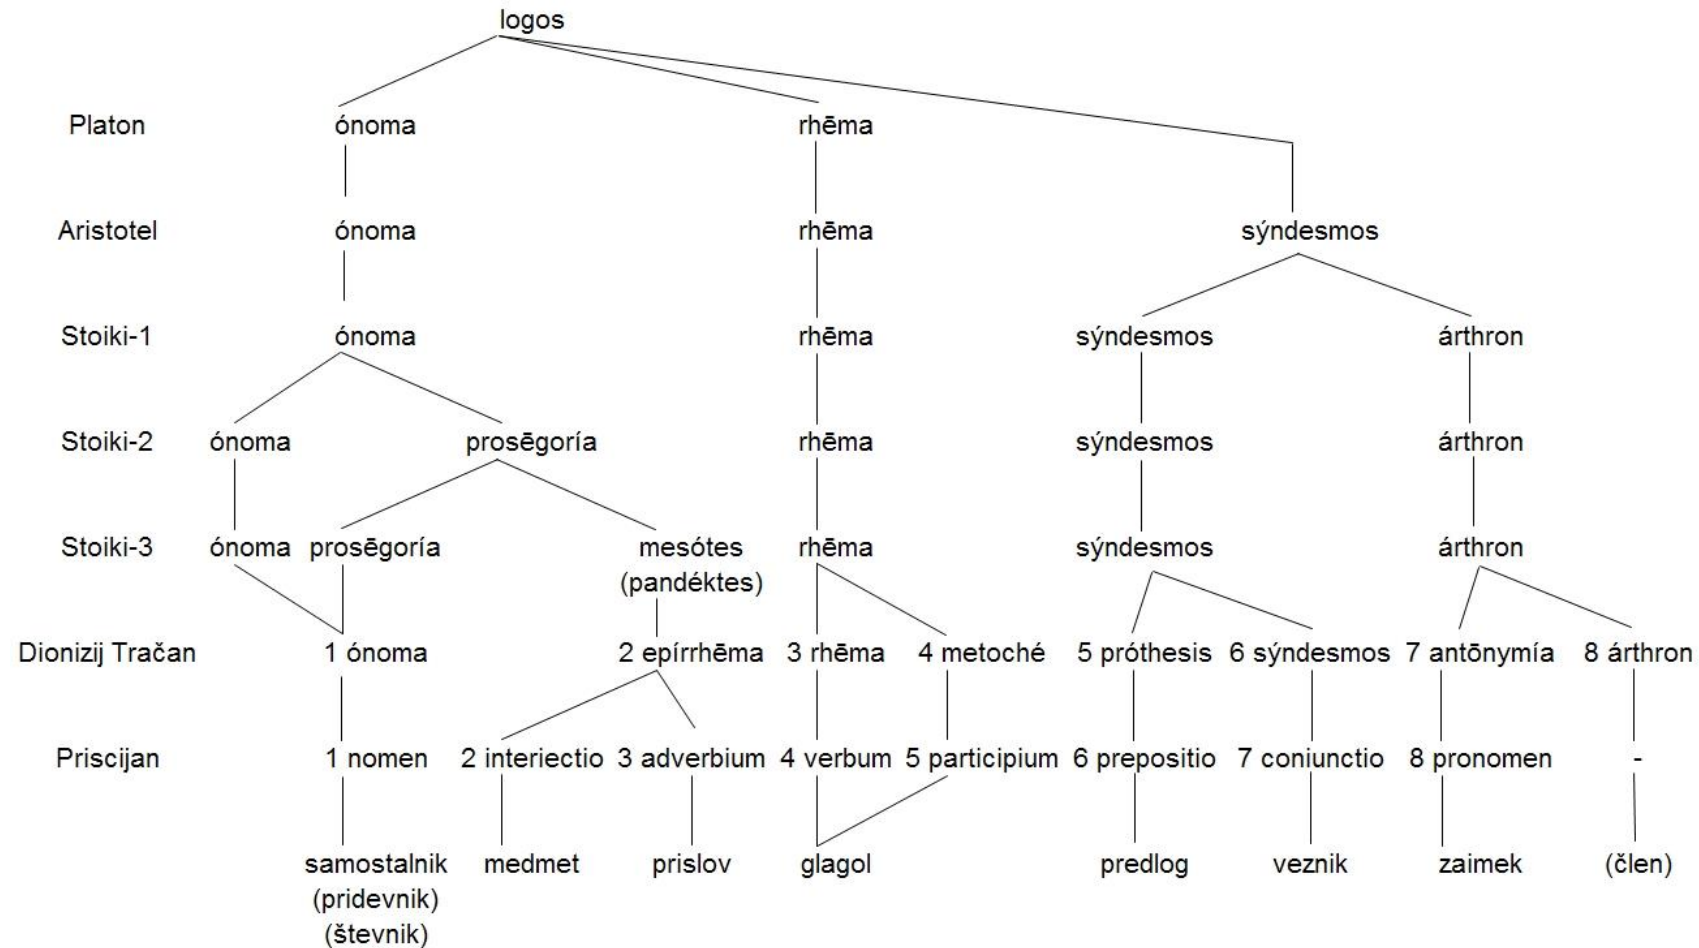 logos
Platon ónoma rhēma
Aristotel ónoma rhēma sýndesmos
Stoiki-1 ónoma rhēma sýndesmos árthron
Stoiki-2 ónoma prosēgoría rhēma sýndesmos árthron
Stoiki-3 ónoma prosēgoría mesótes rhēma sýndesmos árthron
(pandéktes)
Dionizij Tračan 1 ónoma 2 epírrhēma 3 rhēma 4 metoché 5 próthesis 6 sýndesmos 7 antōnymía 8 árthron
Priscijan 1 nomen 2 interiectio 3 adverbium 4 verbum 5 participium 6 prepositio 7 coniunctio 8 pronomen -
samostalnik medmet prislov glagol predlog veznik zaimek (člen)
(pridevnik)
(števnik)